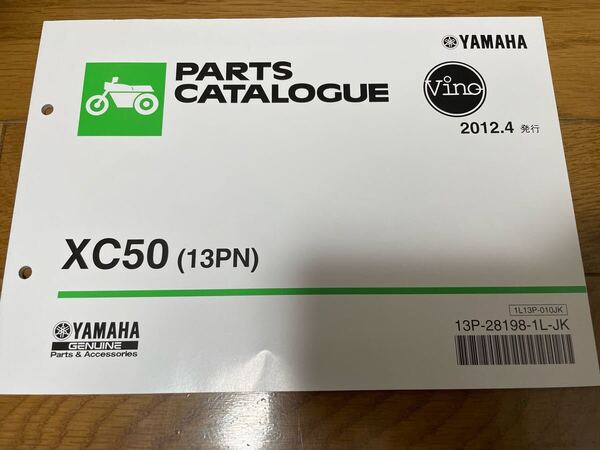 PARTS
CATALOGUE
YAMAHA
Vino
2012.4 発行
XC50 (13PN)
YAMAHA
GENUINE
Parts & Accessories
1L13P-010JK
13P-28198-1L-JK